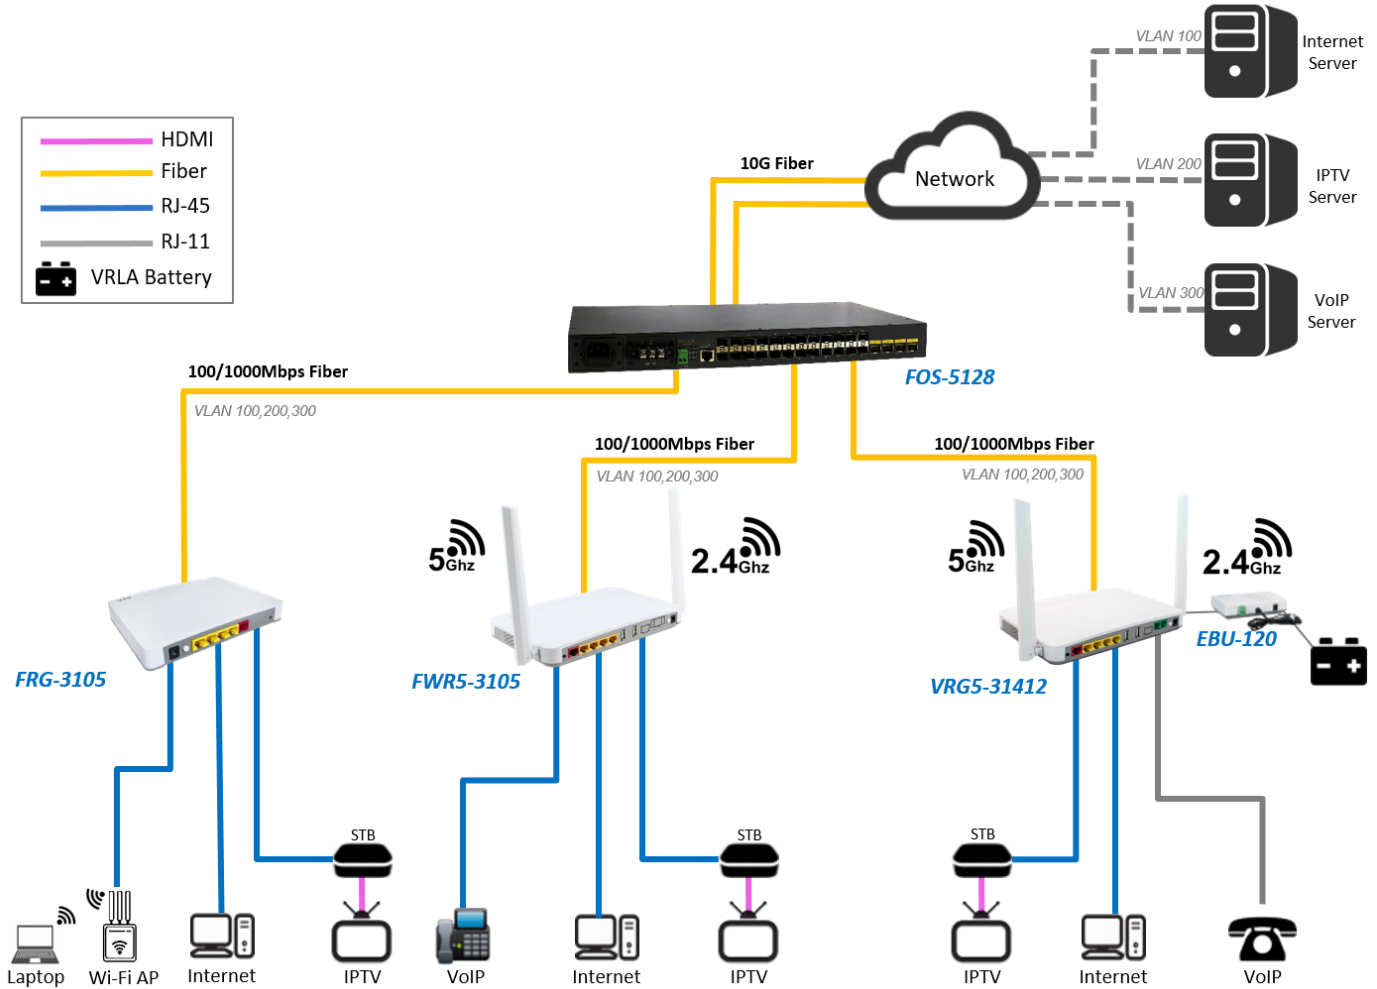 VLAN 100
Internet
Server
HDMI
Fiber
RJ-45
RJ-11
VRLA Battery
10G Fiber
Network
VLAN 200
IPTV
Server
VLAN 300
VoIP
Server
FOS-5128
100/1000Mbps Fiber
VLAN 100,200,300
100/1000Mbps Fiber
VLAN 100,200,300
100/1000Mbps Fiber
VLAN 100,200,300
5Ghz
2.4Ghz
5Ghz
2.4Ghz
FRG-3105
FWR5-3105
VRG5-31412
EBU-120
STB
STB
STB
Laptop
Wi-Fi AP
Internet
IPTV
VoIP
Internet
IPTV
IPTV
Internet
VoIP